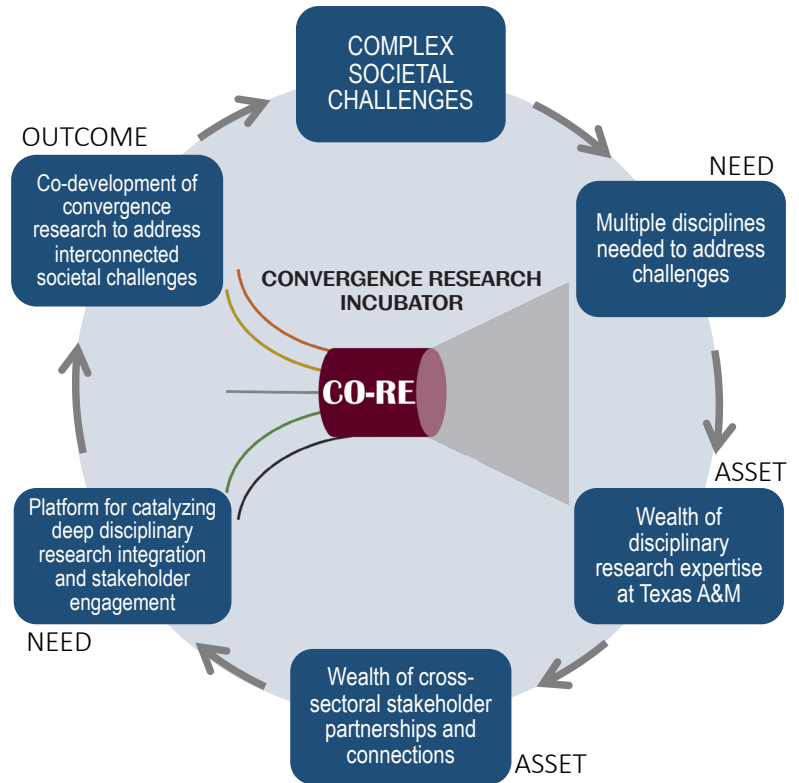 COMPLEX
SOCIETAL
CHALLENGES
NEED
Multiple disciplines
needed to address
challenges
ASSET
Wealth of
disciplinary
research expertise
at Texas A&M
Wealth of cross-
sectoral stakeholder
partnerships and
connections
ASSET
Platform for catalyzing
deep disciplinary
research integration
and stakeholder
engagement
NEED
OUTCOME
Co-development of
convergence
research to address
interconnected
societal challenges
CONVERGENCE RESEARCH
INCUBATOR
CO-RE